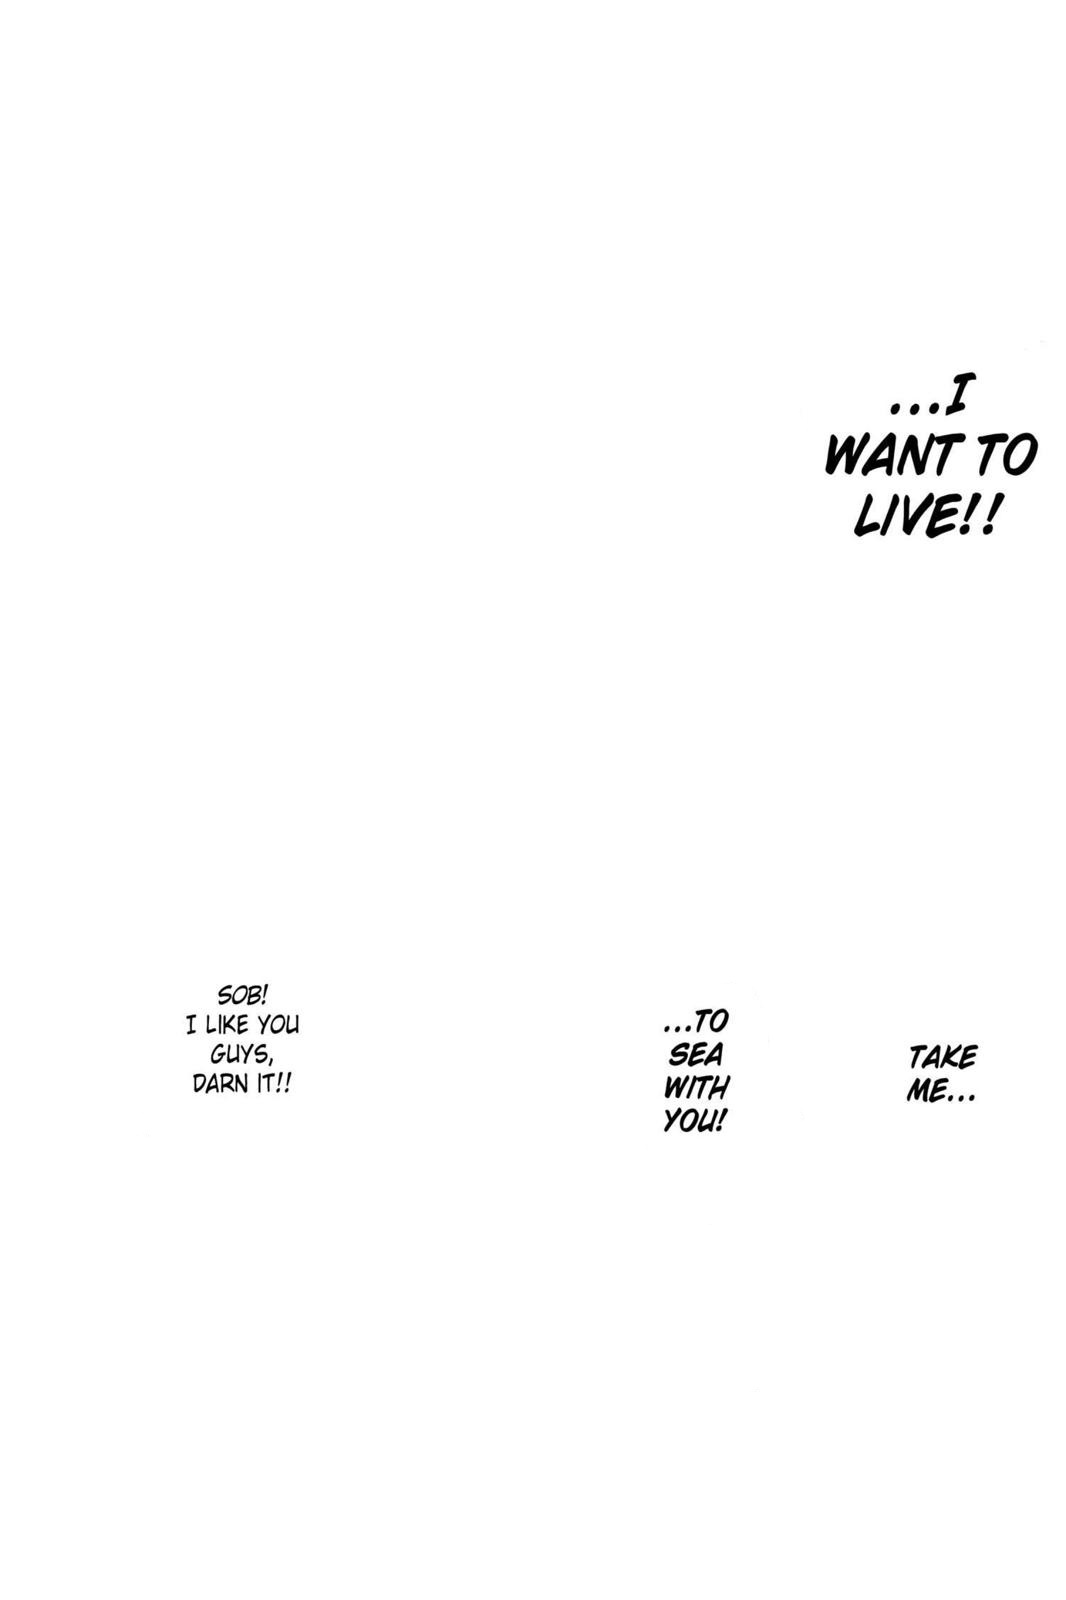 ...I
WANT TO
LIVE!!
TAKE
ME...
...TO
SEA
WITH
YOU!
SOB!
I LIKE YOU
GUYS,
DARN IT!!